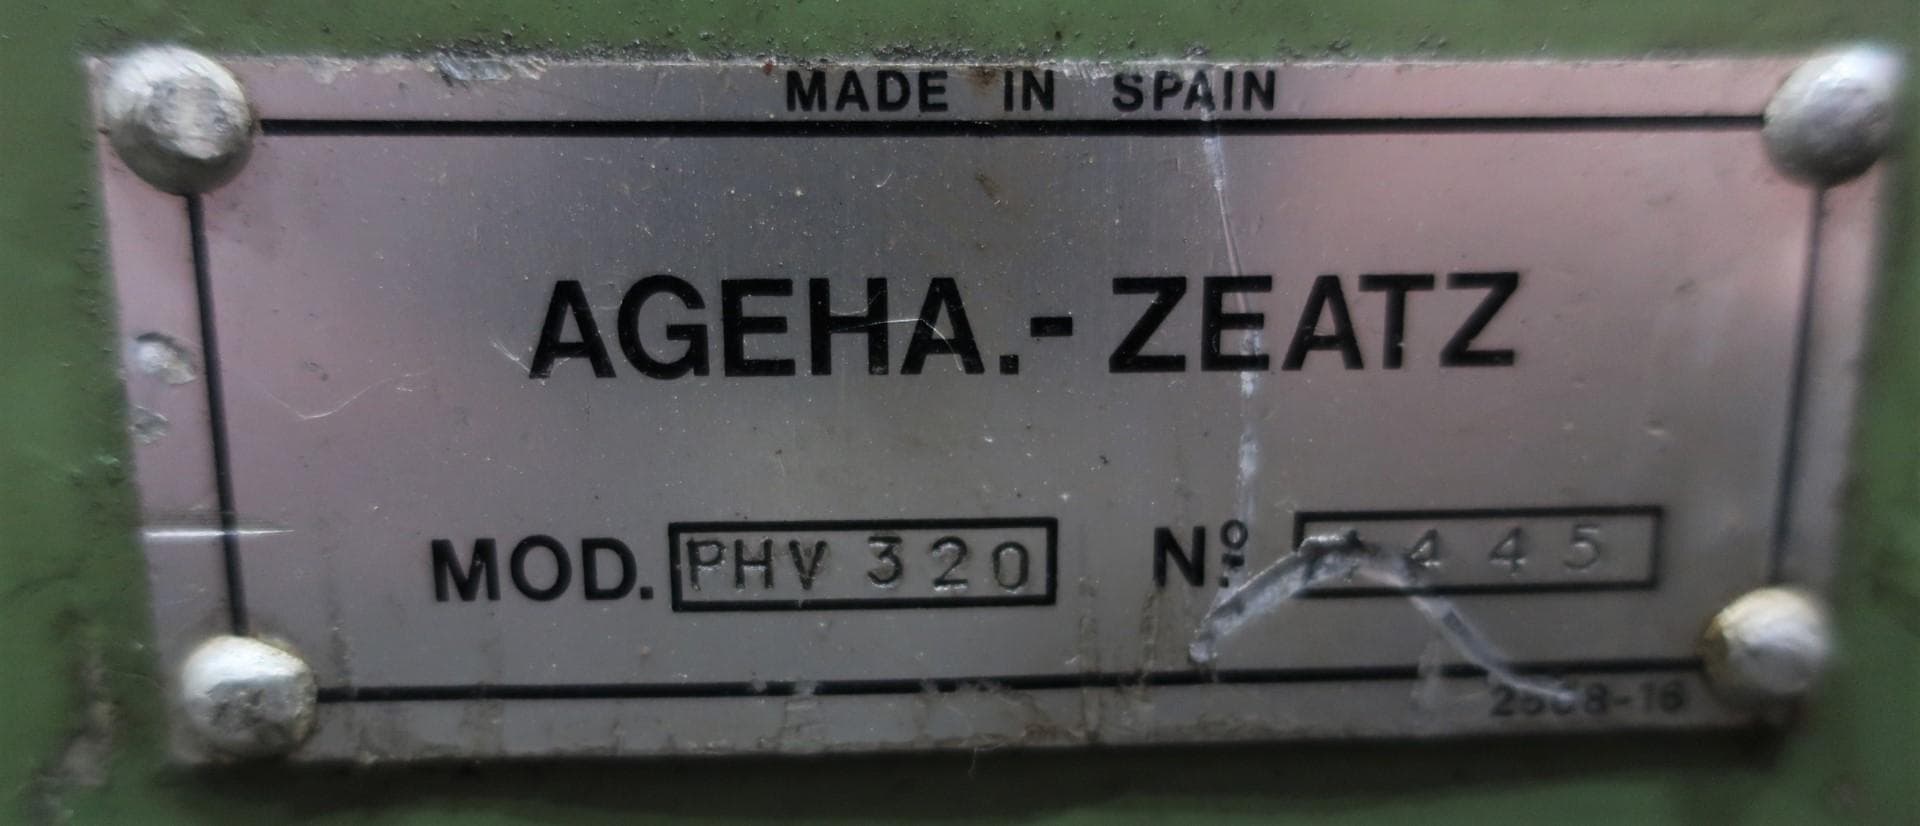 MADE IN SPAIN
AGEHA.- ZEATZ
MOD. PHV 320 Nº